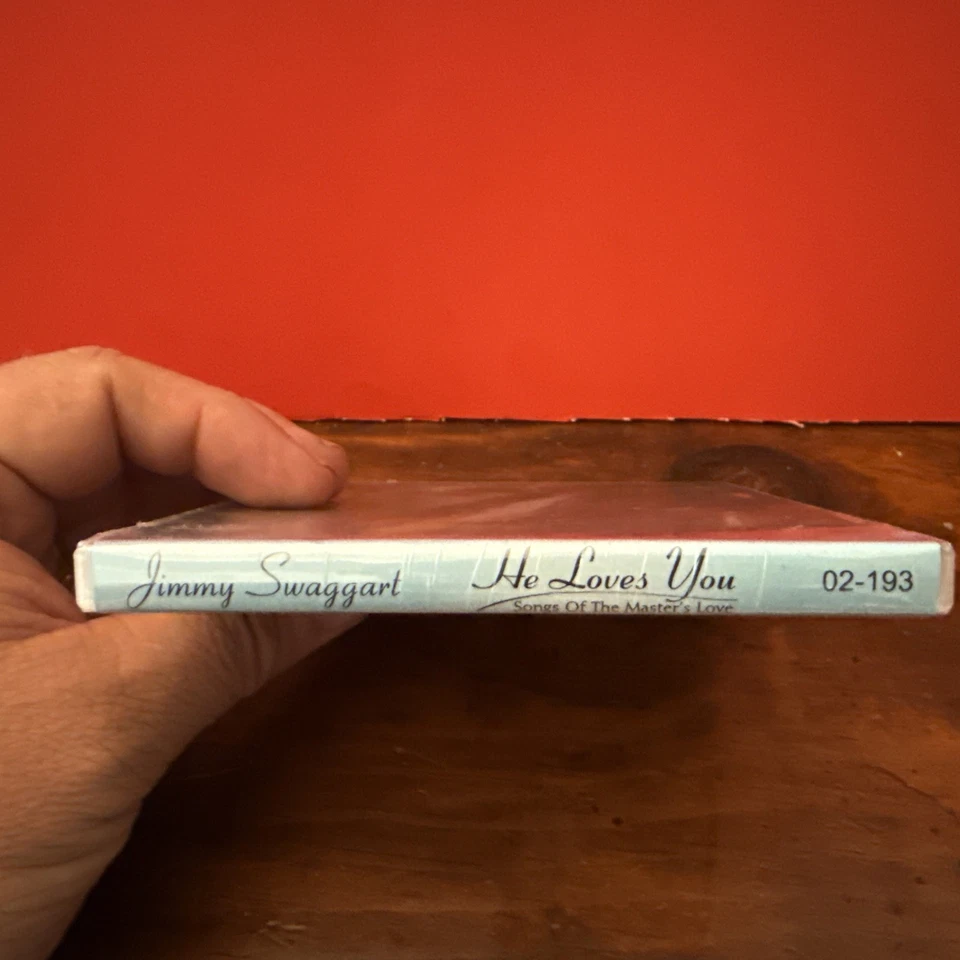 Jimmy Swaggart He Loves You 02-193
Songs Of The Master's Love